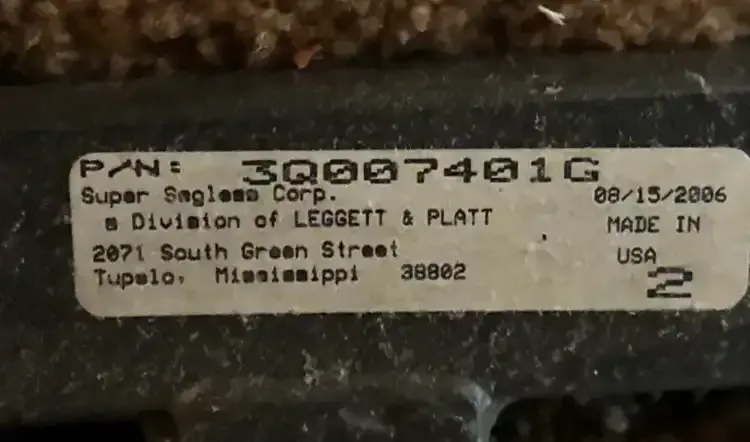 P/N: 3Q007401G
Super Sagless Corp. 08/15/2006
a Division of LEGGETT & PLATT MADE IN
2071 South Green Street USA
Tupelo, Mississippi 38802 2